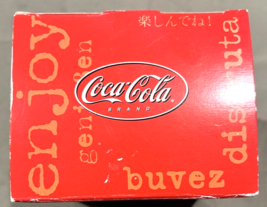 楽しんでね!
enjoy
genießen
disfruta
Coca-Cola
BRAND
®
buvez